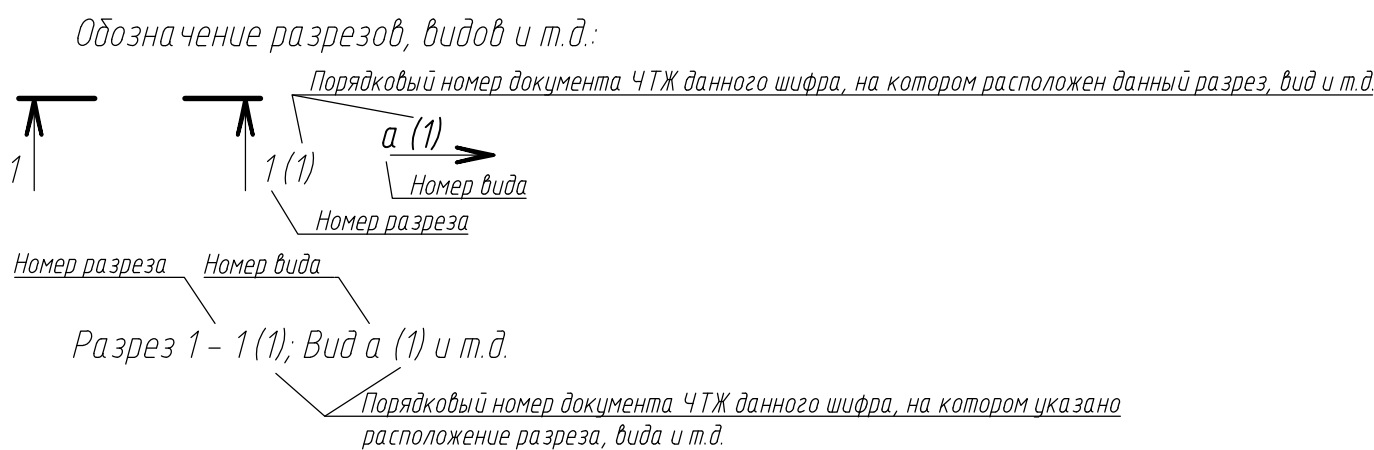 Обозначение разрезов, видов и т.д.:
Порядковый номер документа ЧТЖ данного шифра, на котором расположен данный разрез, вид и т.д.
а (1)
1
1 (1)
Номер вида
Номер разреза
Номер разреза Номер вида
Разрез 1 – 1 (1); Вид а (1) и т.д.
Порядковый номер документа ЧТЖ данного шифра, на котором указано
расположение разреза, вида и т.д.